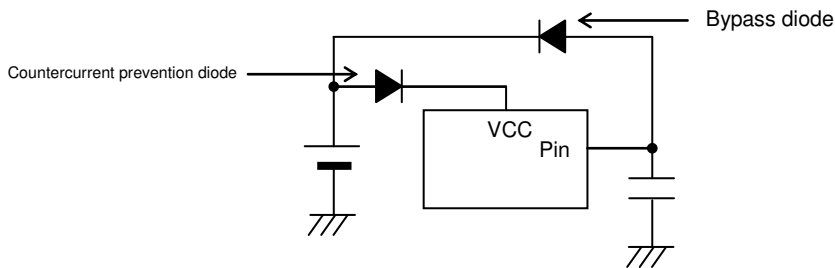 Bypass diode
Countercurrent prevention diode
VCC
Pin